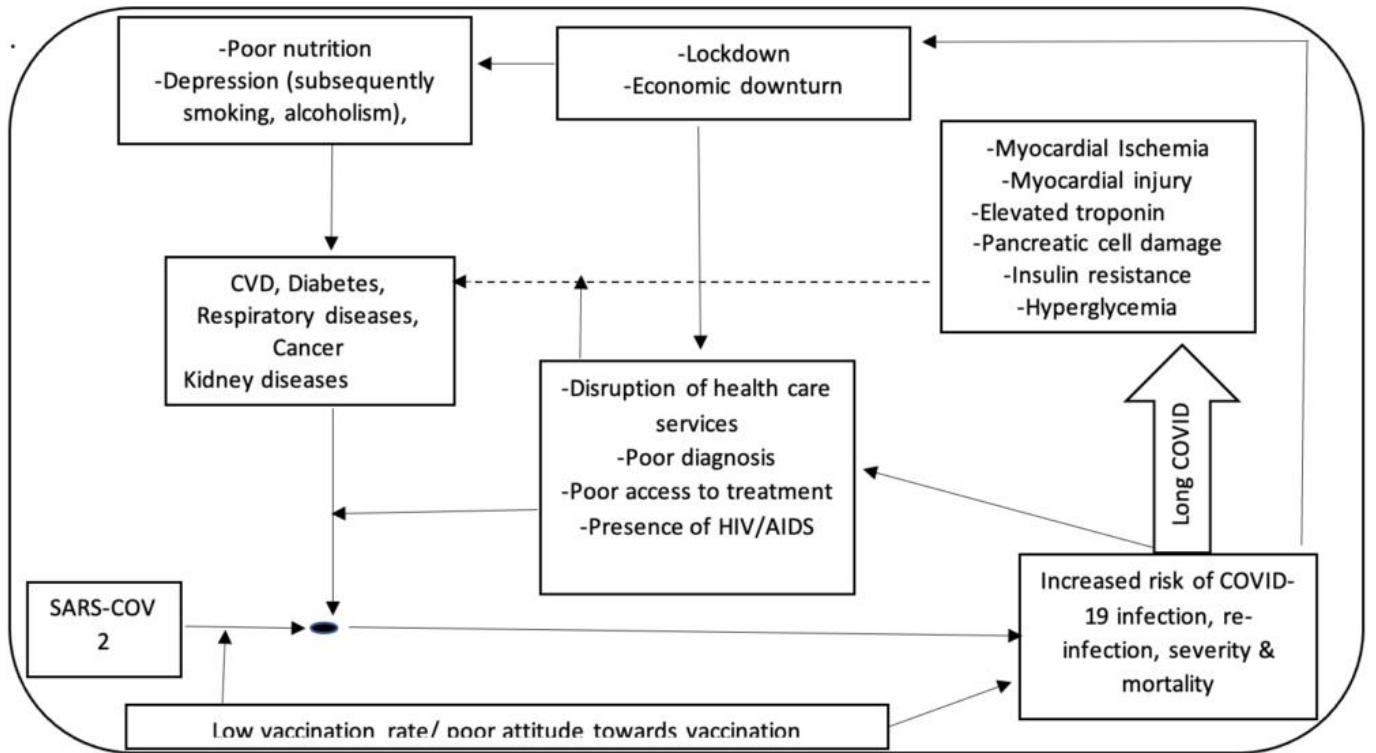 -Poor nutrition
-Depression (subsequently
smoking, alcoholism),
-Lockdown
-Economic downturn
-Myocardial Ischemia
-Myocardial injury
-Elevated troponin
-Pancreatic cell damage
-Insulin resistance
-Hyperglycemia
CVD, Diabetes,
Respiratory diseases,
Cancer
Kidney diseases
-Disruption of health care
services
-Poor diagnosis
-Poor access to treatment
-Presence of HIV/AIDS
Long COVID
SARS-COV
2
Increased risk of COVID-
19 infection, re-
infection, severity &
mortality
Low vaccination rate/ poor attitude towards vaccination